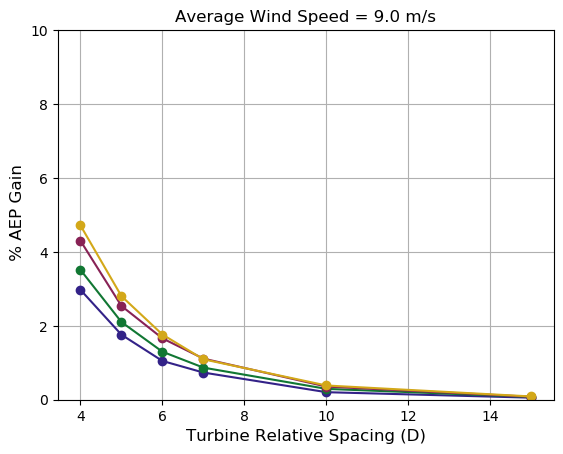 Average Wind Speed = 9.0 m/s
10
8
6
4
2
0
% AEP Gain
4 6 8 10 12 14
Turbine Relative Spacing (D)